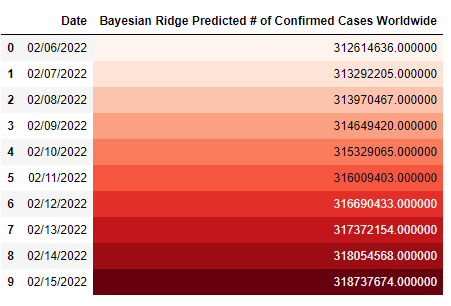 Date Bayesian Ridge Predicted # of Confirmed Cases Worldwide
0 02/06/2022 312614636.000000
1 02/07/2022 313292205.000000
2 02/08/2022 313970467.000000
3 02/09/2022 314649420.000000
4 02/10/2022 315329065.000000
5 02/11/2022 316009403.000000
6 02/12/2022 316690433.000000
7 02/13/2022 317372154.000000
8 02/14/2022 318054568.000000
9 02/15/2022 318737674.000000